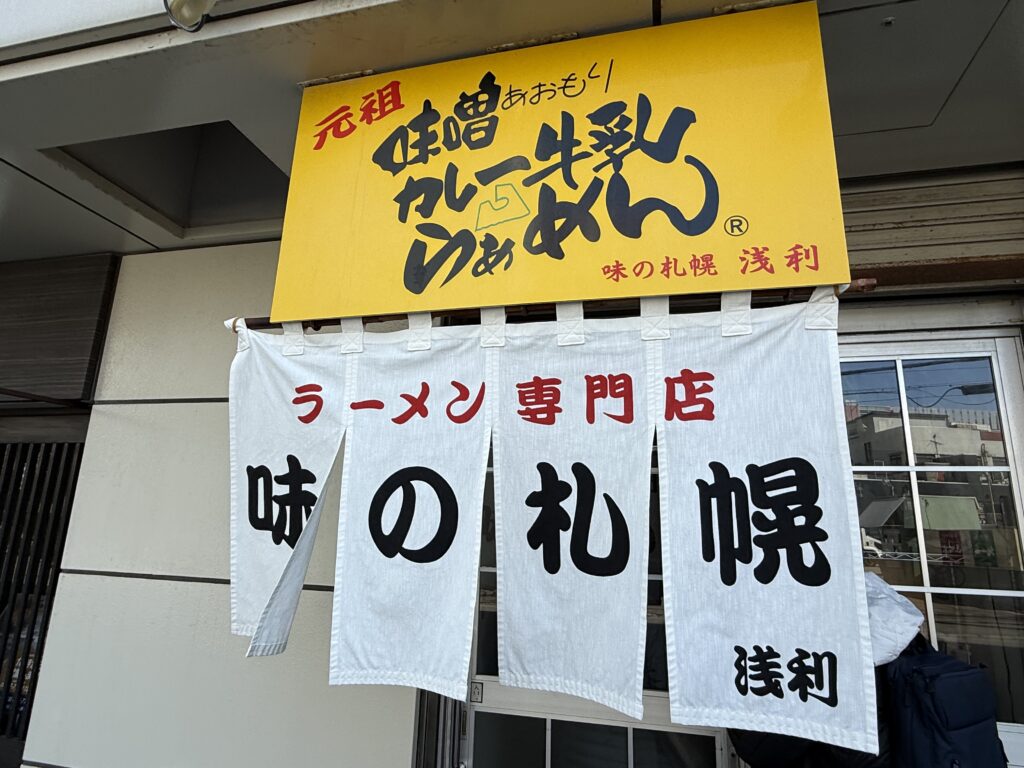 元祖
味噌
あおもり
カレー牛乳
らぁめん
®
味の札幌 浅利
ラーメン専門店
味の札幌
浅利